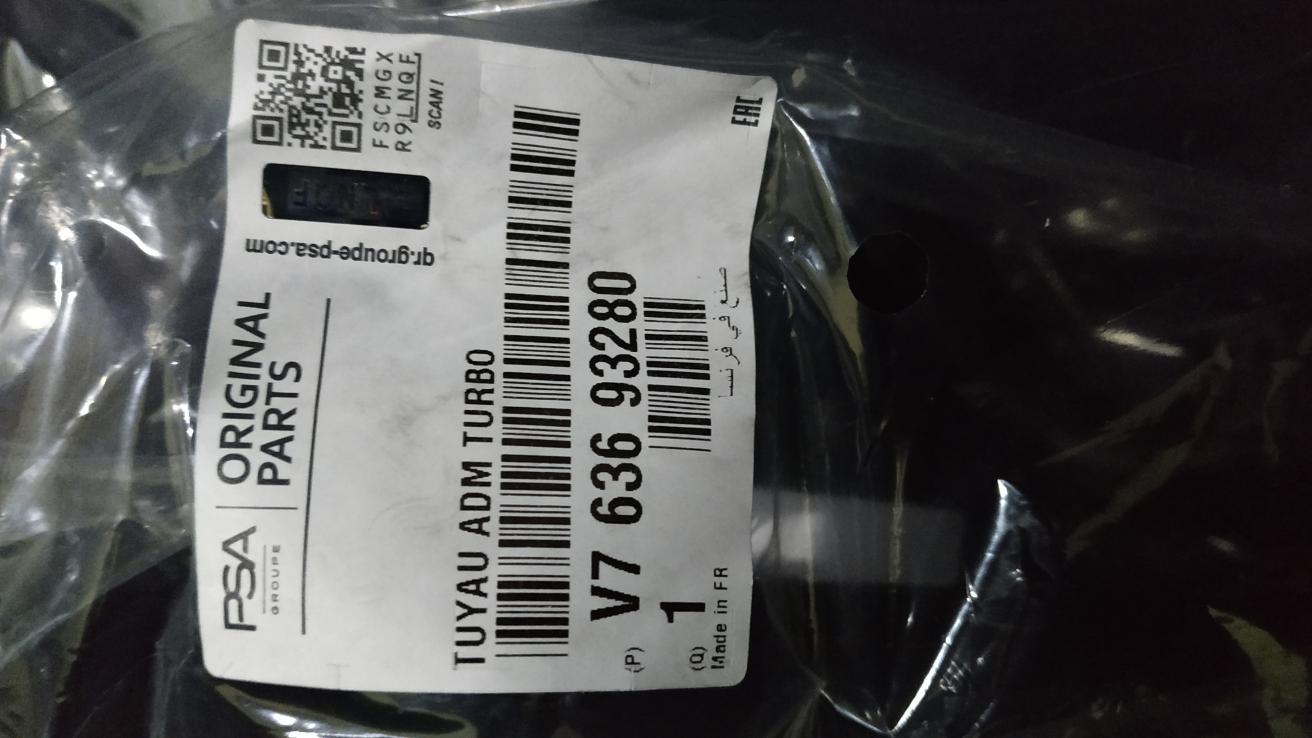 PSA
GROUPE
ORIGINAL
PARTS
qr.groupe-psa.com
FSCMGX
R9LNQF
SCAN!
TUYAU ADM TURBO
(P) V7 636 93280
(Q) 1
Made in FR
صنع في فرنسا
EAC